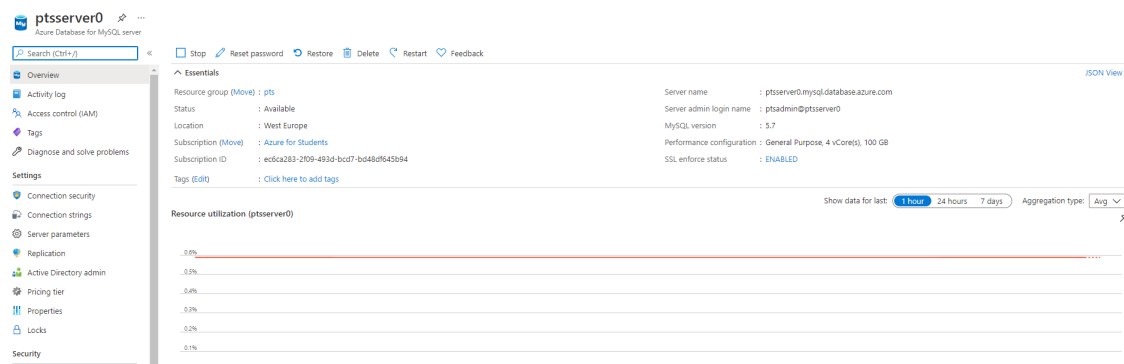 ptsserver0
Azure Database for MySQL server
Search (Ctrl+/)
Overview
Activity log
Access control (IAM)
Tags
Diagnose and solve problems
Settings
Connection security
Connection strings
Server parameters
Replication
Active Directory admin
Pricing tier
Properties
Locks
Security
Stop Reset password Restore Delete Restart Feedback
Essentials JSON View
Resource group (Move) : pts
Status : Available
Location : West Europe
Subscription (Move) : Azure for Students
Subscription ID : ec6ca283-2f09-493d-bcd7-bd48df645b94
Tags (Edit) : Click here to add tags
Server name : ptsserver0.mysql.database.azure.com
Server admin login name : ptsadmin@ptsserver0
MySQL version : 5.7
Performance configuration : General Purpose, 4 vCore(s), 100 GB
SSL enforce status : ENABLED
Show data for last: 1 hour 24 hours 7 days Aggregation type: Avg
Resource utilization (ptsserver0)
0.6%
0.5%
0.4%
0.3%
0.2%
0.1%